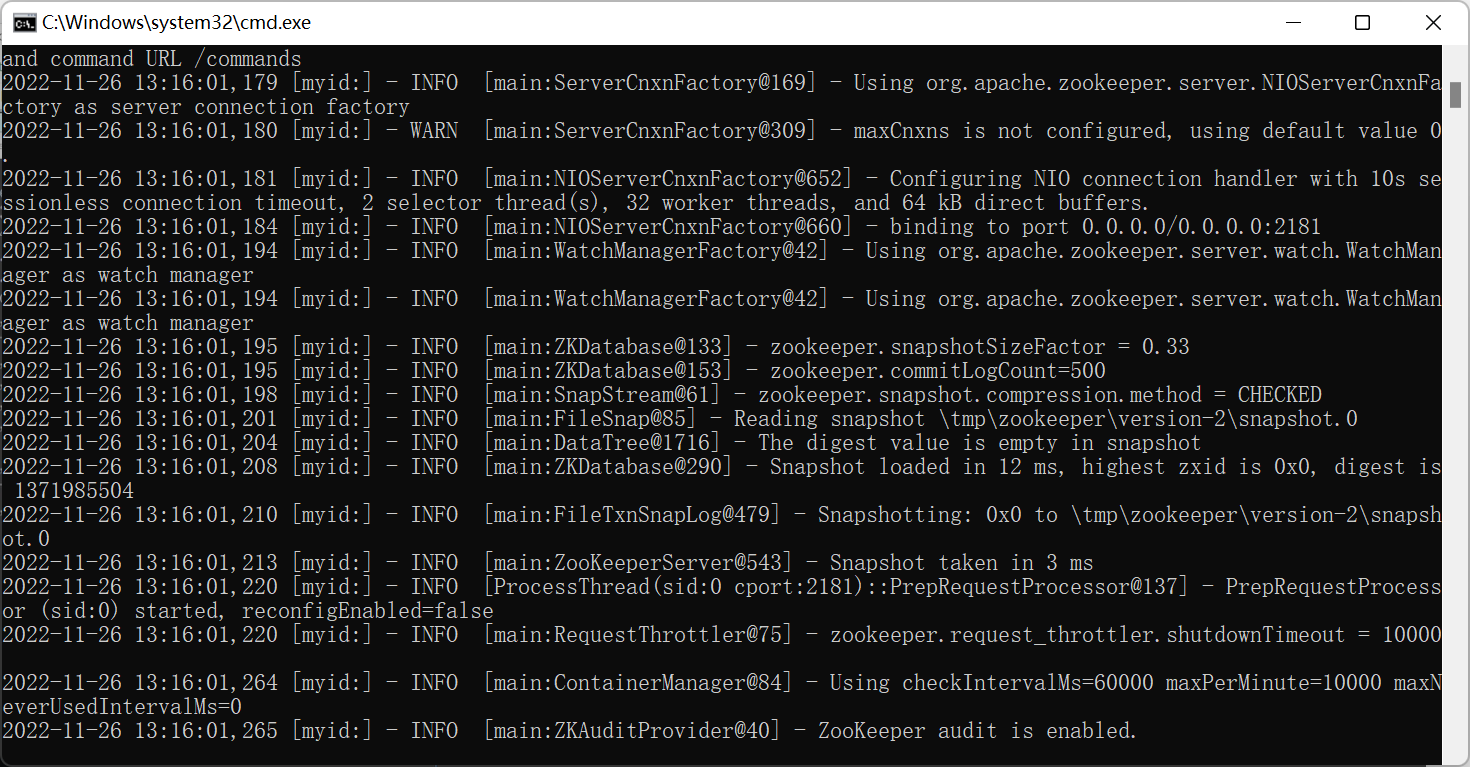 C:\Windows\system32\cmd.exe
and command URL /commands
2022-11-26 13:16:01,179 [myid:] - INFO  [main:ServerCnxnFactory@169] - Using org.apache.zookeeper.server.NIOServerCnxnFa
ctory as server connection factory
2022-11-26 13:16:01,180 [myid:] - WARN  [main:ServerCnxnFactory@309] - maxCnxns is not configured, using default value 0
.
2022-11-26 13:16:01,181 [myid:] - INFO  [main:NIOServerCnxnFactory@652] - Configuring NIO connection handler with 10s se
ssionless connection timeout, 2 selector thread(s), 32 worker threads, and 64 kB direct buffers.
2022-11-26 13:16:01,184 [myid:] - INFO  [main:NIOServerCnxnFactory@660] - binding to port 0.0.0.0/0.0.0.0:2181
2022-11-26 13:16:01,194 [myid:] - INFO  [main:WatchManagerFactory@42] - Using org.apache.zookeeper.server.watch.WatchMan
ager as watch manager
2022-11-26 13:16:01,194 [myid:] - INFO  [main:WatchManagerFactory@42] - Using org.apache.zookeeper.server.watch.WatchMan
ager as watch manager
2022-11-26 13:16:01,195 [myid:] - INFO  [main:ZKDatabase@133] - zookeeper.snapshotSizeFactor = 0.33
2022-11-26 13:16:01,195 [myid:] - INFO  [main:ZKDatabase@153] - zookeeper.commitLogCount=500
2022-11-26 13:16:01,198 [myid:] - INFO  [main:SnapStream@61] - zookeeper.snapshot.compression.method = CHECKED
2022-11-26 13:16:01,201 [myid:] - INFO  [main:FileSnap@85] - Reading snapshot \tmp\zookeeper\version-2\snapshot.0
2022-11-26 13:16:01,204 [myid:] - INFO  [main:DataTree@1716] - The digest value is empty in snapshot
2022-11-26 13:16:01,208 [myid:] - INFO  [main:ZKDatabase@290] - Snapshot loaded in 12 ms, highest zxid is 0x0, digest is
 1371985504
2022-11-26 13:16:01,210 [myid:] - INFO  [main:FileTxnSnapLog@479] - Snapshotting: 0x0 to \tmp\zookeeper\version-2\snapsh
ot.0
2022-11-26 13:16:01,213 [myid:] - INFO  [main:ZooKeeperServer@543] - Snapshot taken in 3 ms
2022-11-26 13:16:01,220 [myid:] - INFO  [ProcessThread(sid:0 cport:2181)::PrepRequestProcessor@137] - PrepRequestProcess
or (sid:0) started, reconfigEnabled=false
2022-11-26 13:16:01,220 [myid:] - INFO  [main:RequestThrottler@75] - zookeeper.request_throttler.shutdownTimeout = 10000
2022-11-26 13:16:01,264 [myid:] - INFO  [main:ContainerManager@84] - Using checkIntervalMs=60000 maxPerMinute=10000 maxN
everUsedIntervalMs=0
2022-11-26 13:16:01,265 [myid:] - INFO  [main:ZKAuditProvider@40] - ZooKeeper audit is enabled.